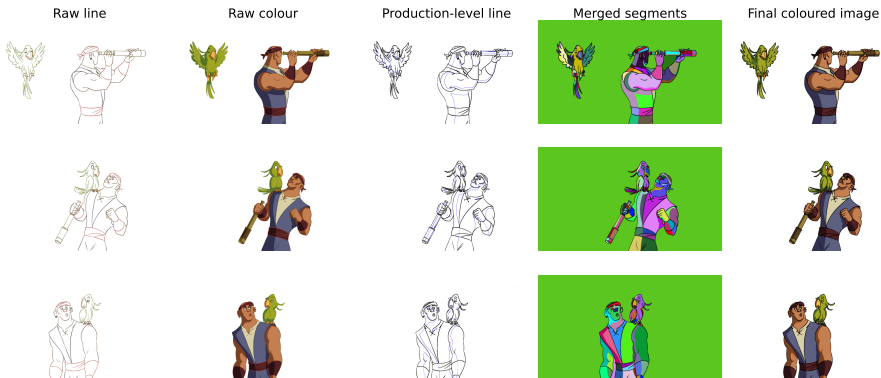 Raw line
Raw colour
Production-level line
Merged segments
Final coloured image